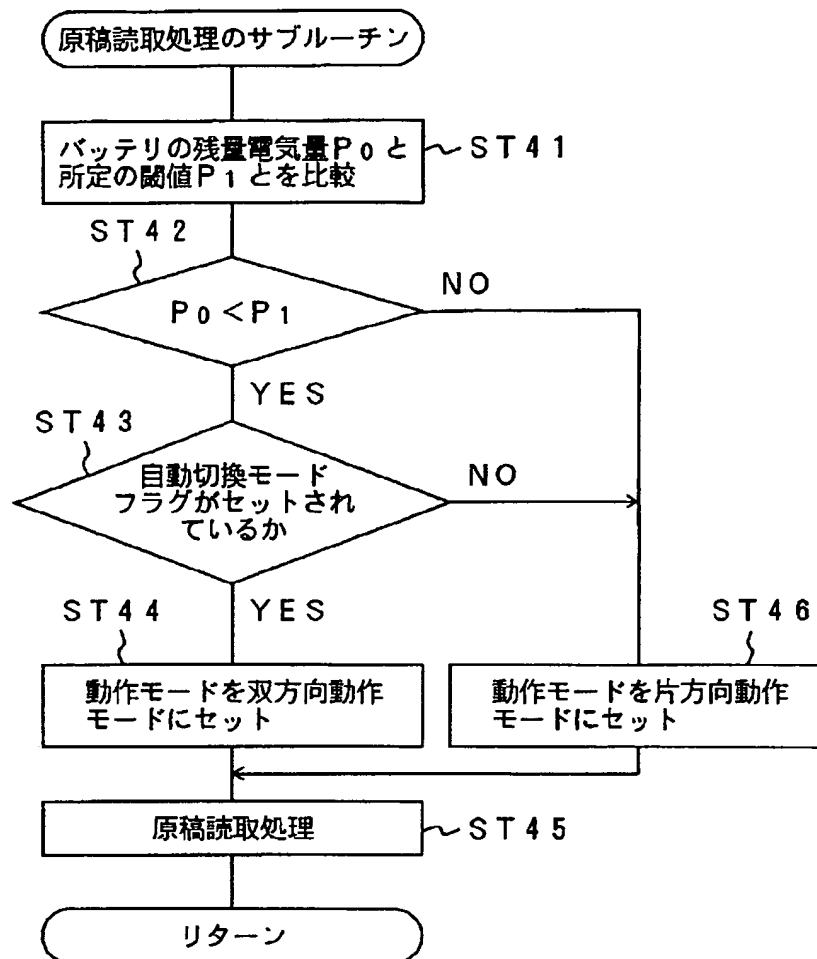 原稿読取処理のサブルーチン
バッテリの残量電気量P₀と
所定の閾値P₁とを比較
ST41
ST42
P₀<P₁
NO
YES
ST43
自動切換モード
フラグがセットされ
ているか
NO
YES
ST44
動作モードを双方向動作
モードにセット
ST46
動作モードを片方向動作
モードにセット
原稿読取処理
ST45
リターン